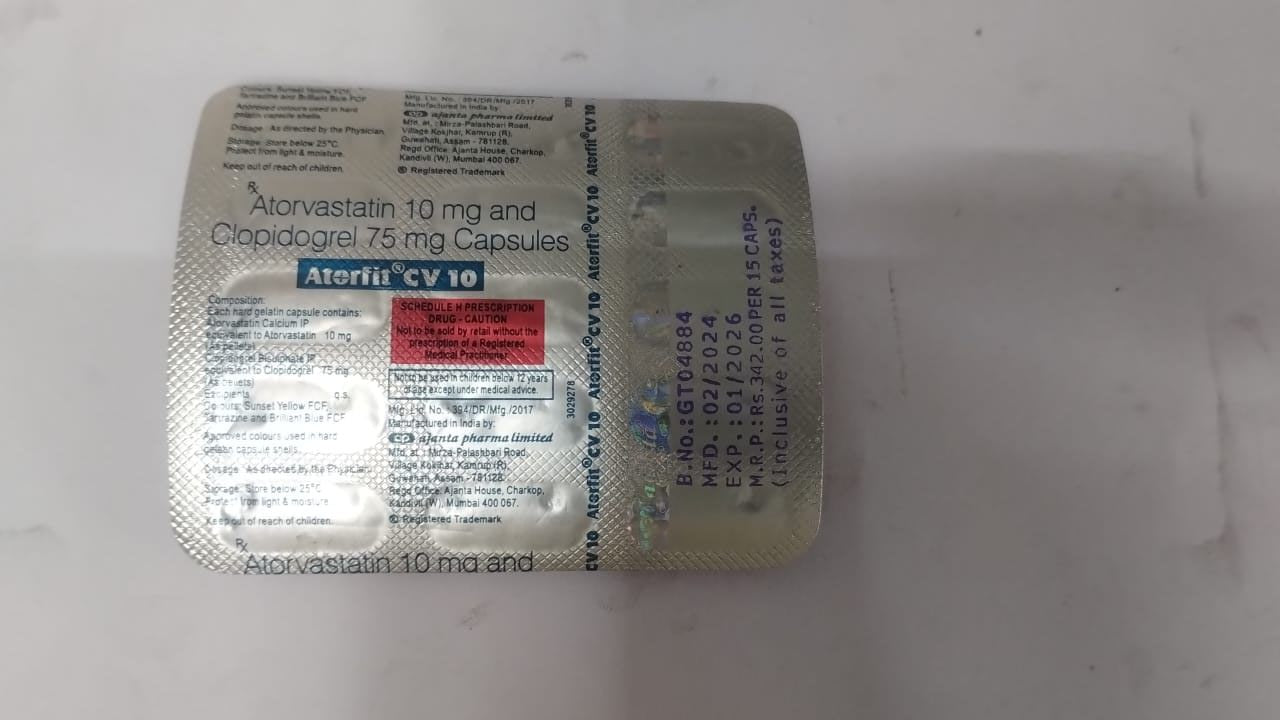 Colours: Sunset Yellow FCF,
Tartrazine and Brilliant Blue FCF
Approved colours used in hard
gelatin capsule shells.
Dosage : As directed by the Physician.
Storage: Store below 25°C.
Protect from light & moisture.
Keep out of reach of children.
Mfg. Lic. No. : 394/DR/Mfg./2017
Manufactured in India by:
ajanta pharma limited
Mfd. at. : Mirza-Palashbari Road,
Village Kokjhar, Kamrup (R),
Guwahati, Assam - 781128.
Regd Office: Ajanta House, Charkop,
Kandivli (W), Mumbai 400 067.
® Registered Trademark
Rx
Atorvastatin 10 mg and
Clopidogrel 75 mg Capsules
Atorfit®CV 10
Composition:
Each hard gelatin capsule contains:
Atorvastatin Calcium IP
equivalent to Atorvastatin 10 mg
(As pellets)
Clopidogrel Bisulphate IP
equivalent to Clopidogrel 75 mg
(As pellets)
Excipients q.s.
Colours: Sunset Yellow FCF,
Tartrazine and Brilliant Blue FCF
Approved colours used in hard
gelatin capsule shells.
Dosage : As directed by the Physician.
Storage: Store below 25°C.
Protect from light & moisture.
Keep out of reach of children.
SCHEDULE H PRESCRIPTION
DRUG - CAUTION
Not to be sold by retail without the
prescription of a Registered
Medical Practitioner
Not to be used in children below 12 years
of age except under medical advice.
Mfg. Lic. No. : 394/DR/Mfg./2017
Manufactured in India by:
ajanta pharma limited
Mfd. at. : Mirza-Palashbari Road,
Village Kokjhar, Kamrup (R),
Guwahati, Assam - 781128.
Regd Office: Ajanta House, Charkop,
Kandivli (W), Mumbai 400 067.
® Registered Trademark
3029278
Rx
Atorvastatin 10 mg and
CV 10 Atorfit®CV 10 Atorfit®CV 10 Atorfit®CV 10 Atorfit®CV 10
B.No.:GT04884
MFD.:02/2024
EXP.:01/2026
M.R.P.:Rs.342.00 PER 15 CAPS.
(Inclusive of all taxes)